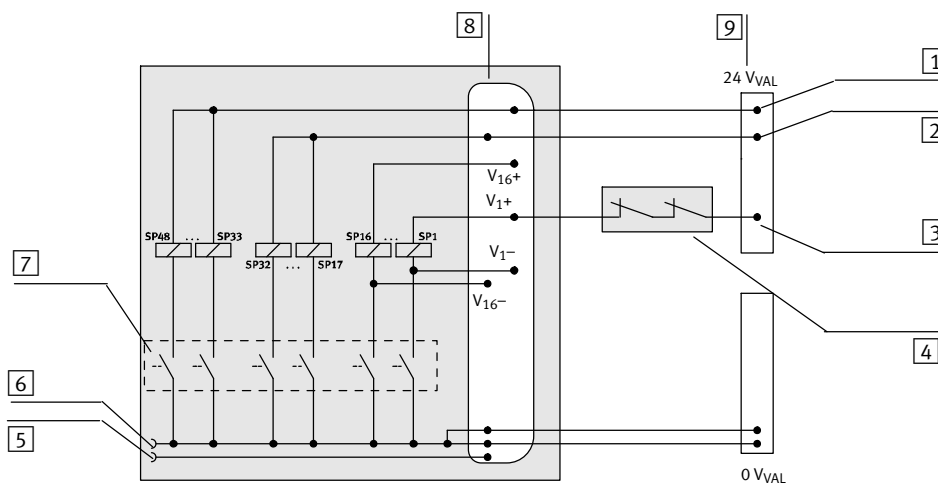 8
9
1
24 VVAL
2
V16+
V1+
SP48 ... SP33
SP16 ... SP1
3
V1–
SP32 ... SP17
7
V16–
4
6
5
0 VVAL